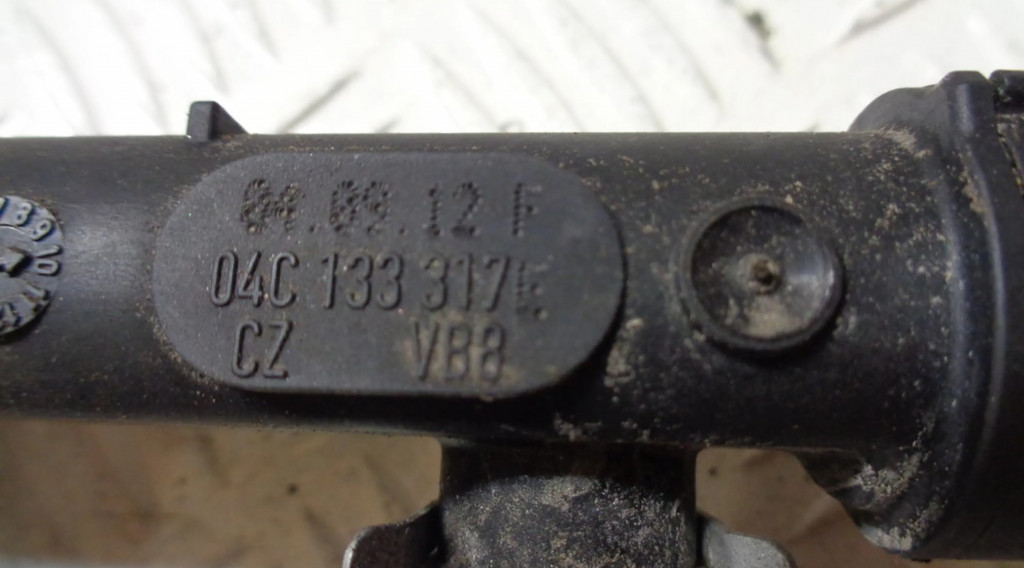 .12 F
04C 133 317E
CZ VB8